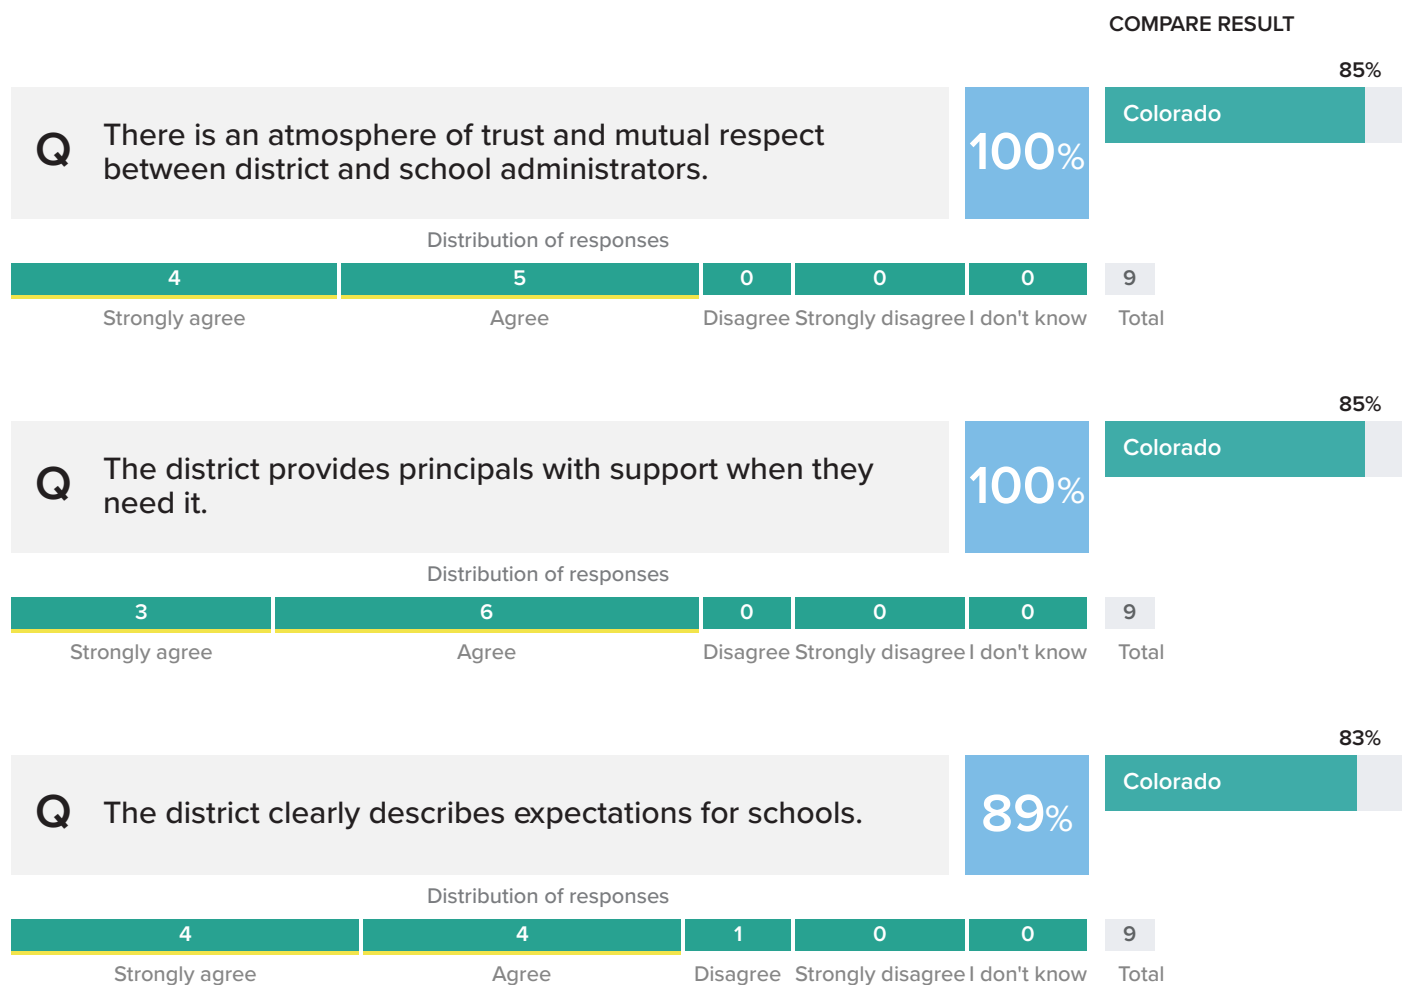 COMPARE RESULT
85%
Q There is an atmosphere of trust and mutual respect
between district and school administrators.
100%
Colorado
Distribution of responses
4 5 0 0 0 9
Strongly agree Agree Disagree Strongly disagree I don't know Total
85%
Q The district provides principals with support when they
need it.
100%
Colorado
Distribution of responses
3 6 0 0 0 9
Strongly agree Agree Disagree Strongly disagree I don't know Total
83%
Q The district clearly describes expectations for schools.
89%
Colorado
Distribution of responses
4 4 1 0 0 9
Strongly agree Agree Disagree Strongly disagree I don't know Total